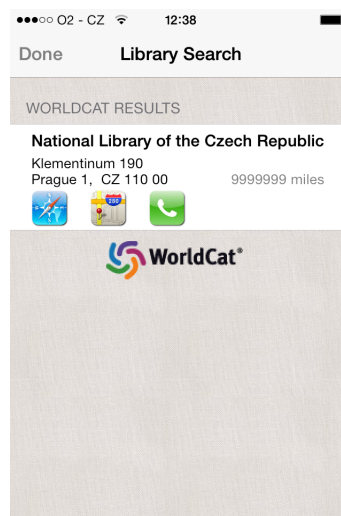 O2 - CZ 12:38
Done Library Search
WORLDCAT RESULTS
National Library of the Czech Republic
Klementinum 190
Prague 1, CZ 110 00 9999999 miles
280
WorldCat®